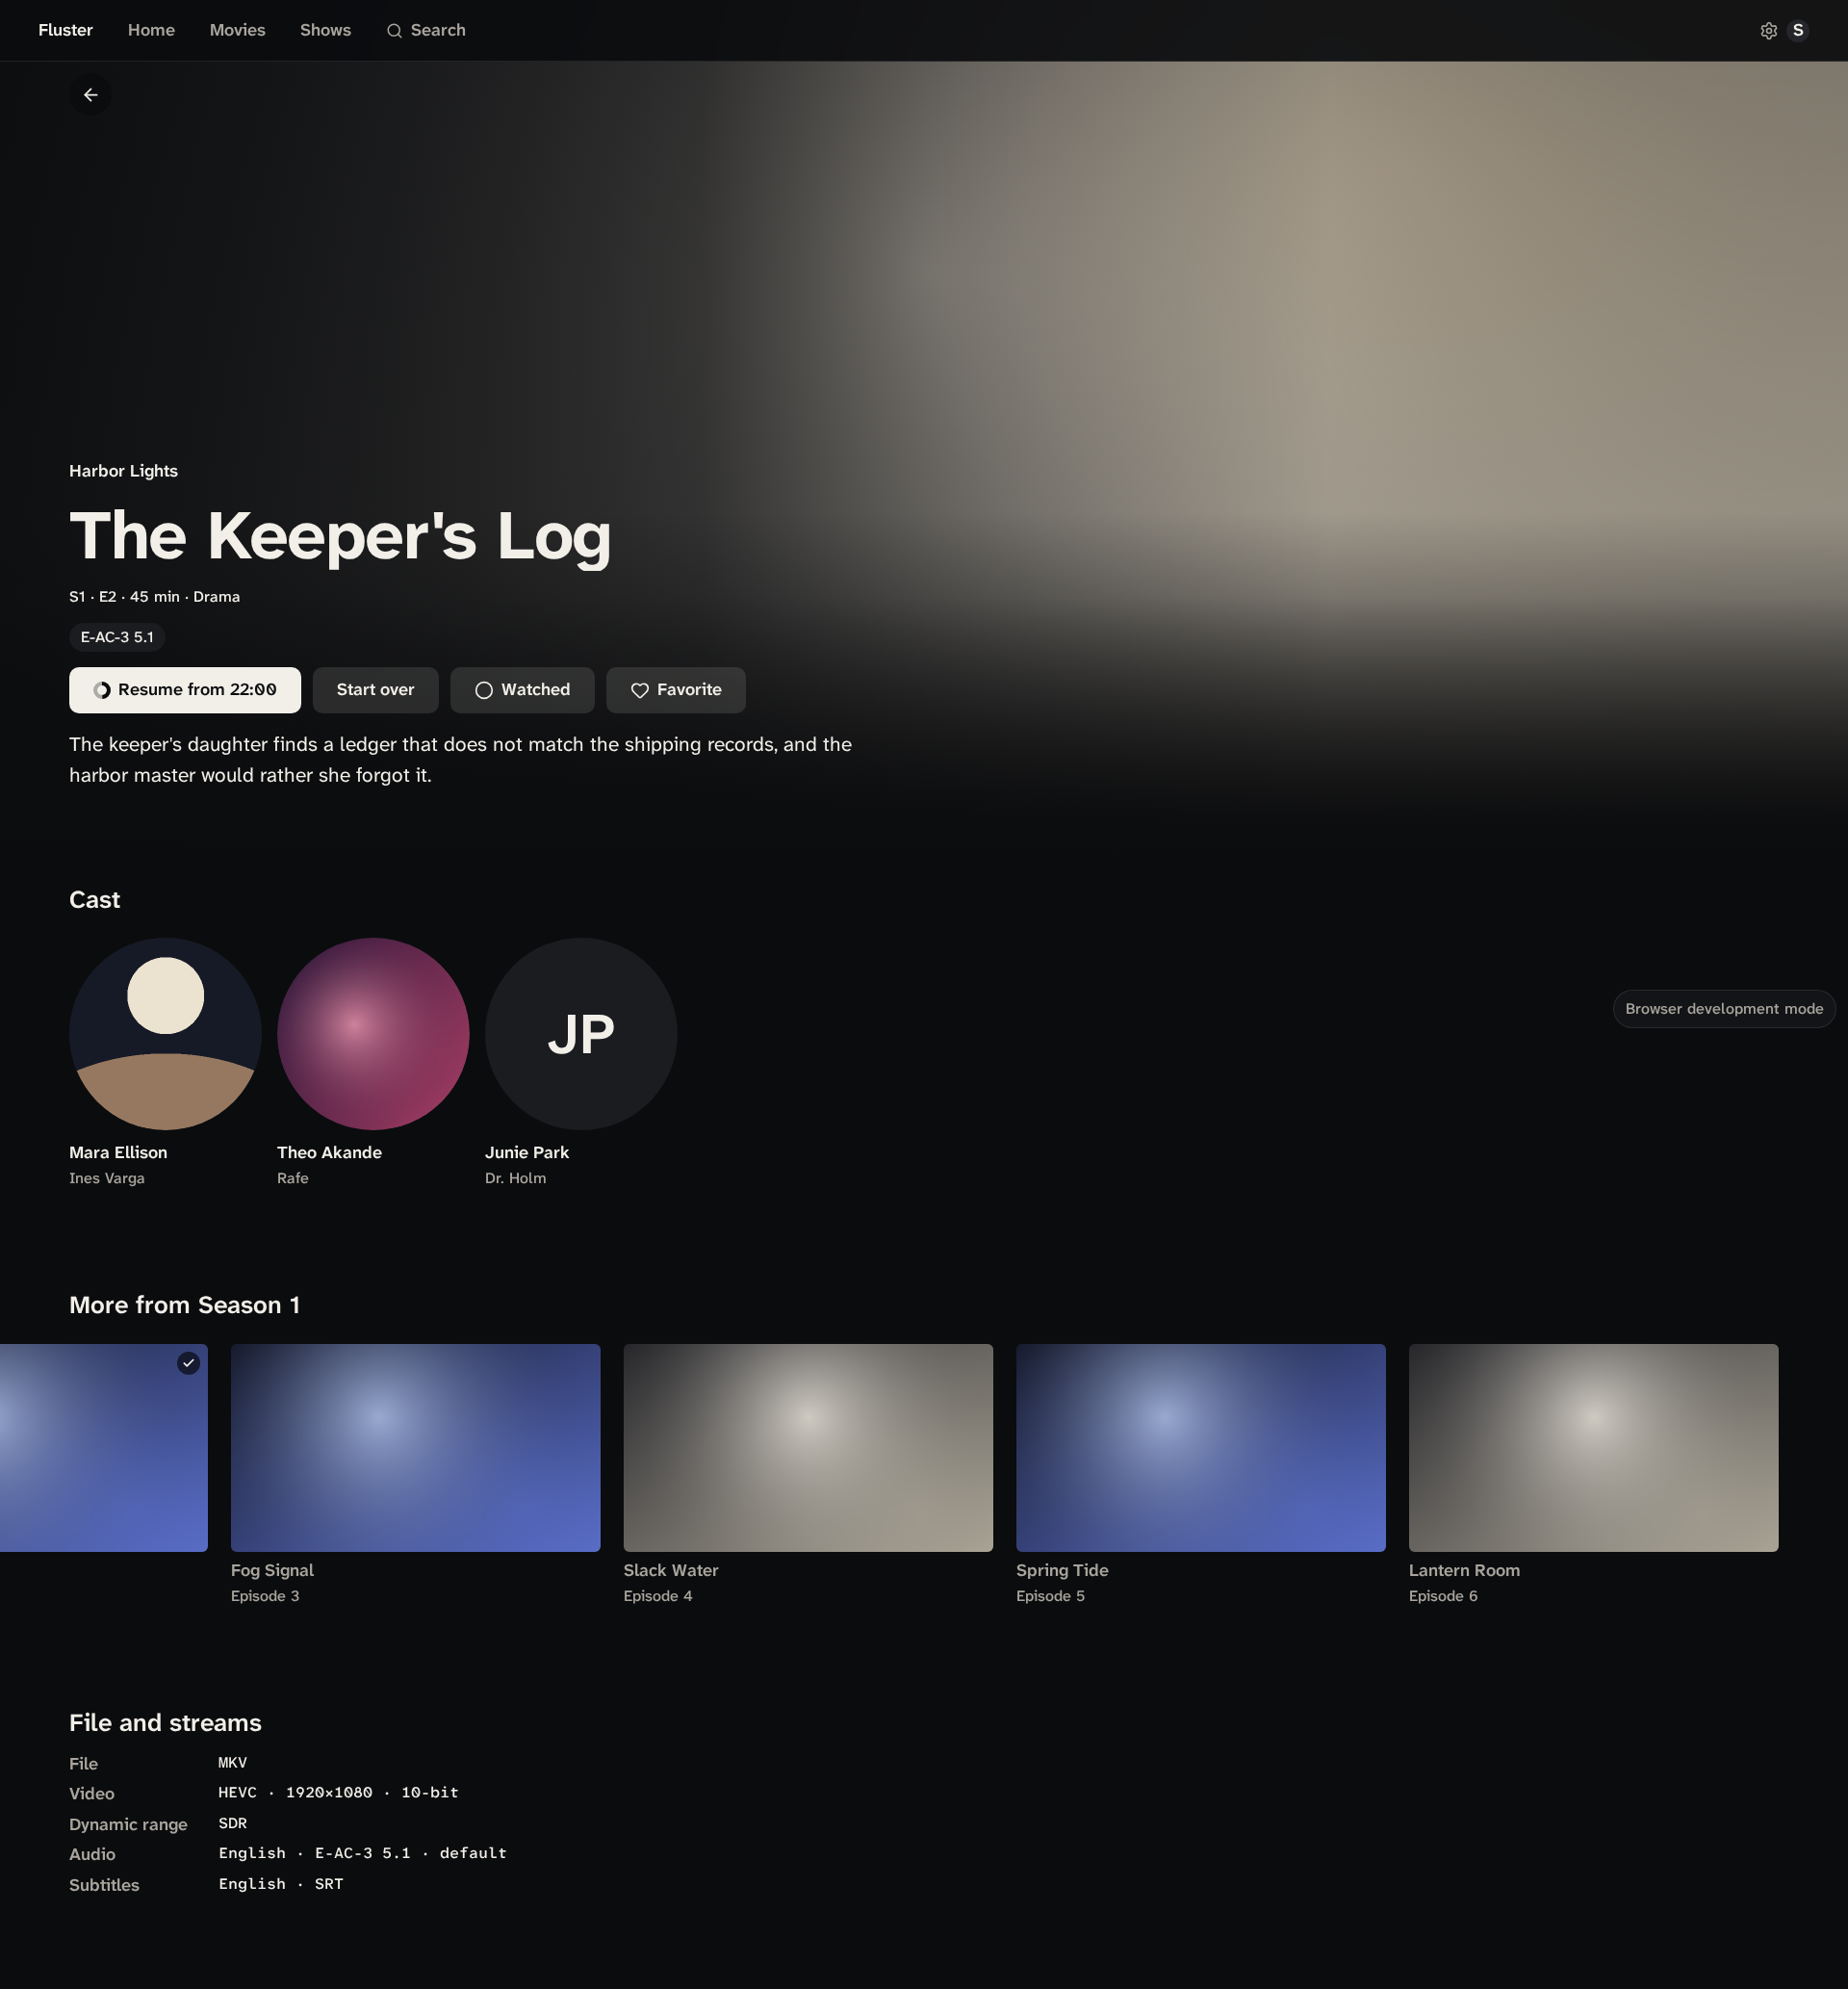 Fluster Home Movies Shows Search S
Harbor Lights
The Keeper's Log
S1 · E2 · 45 min · Drama
E-AC-3 5.1
Resume from 22:00 Start over Watched Favorite
The keeper's daughter finds a ledger that does not match the shipping records, and the
harbor master would rather she forgot it.
Cast
Browser development mode
JP
Mara Ellison Theo Akande Junie Park
Ines Varga Rafe Dr. Holm
More from Season 1
Fog Signal Slack Water Spring Tide Lantern Room
Episode 3 Episode 4 Episode 5 Episode 6
File and streams
File MKV
Video HEVC · 1920×1080 · 10-bit
Dynamic range SDR
Audio English · E-AC-3 5.1 · default
Subtitles English · SRT